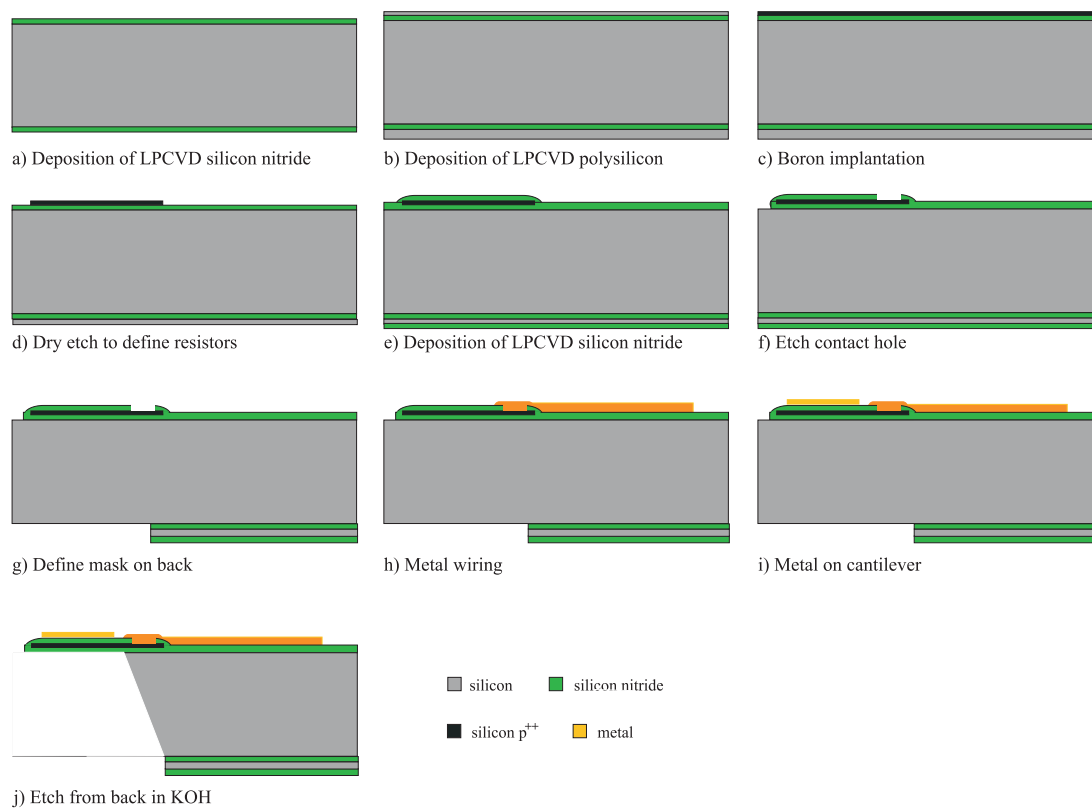 a) Deposition of LPCVD silicon nitride
b) Deposition of LPCVD polysilicon
c) Boron implantation
d) Dry etch to define resistors
e) Deposition of LPCVD silicon nitride
f) Etch contact hole
g) Define mask on back
h) Metal wiring
i) Metal on cantilever
silicon
silicon nitride
silicon p++
metal
j) Etch from back in KOH